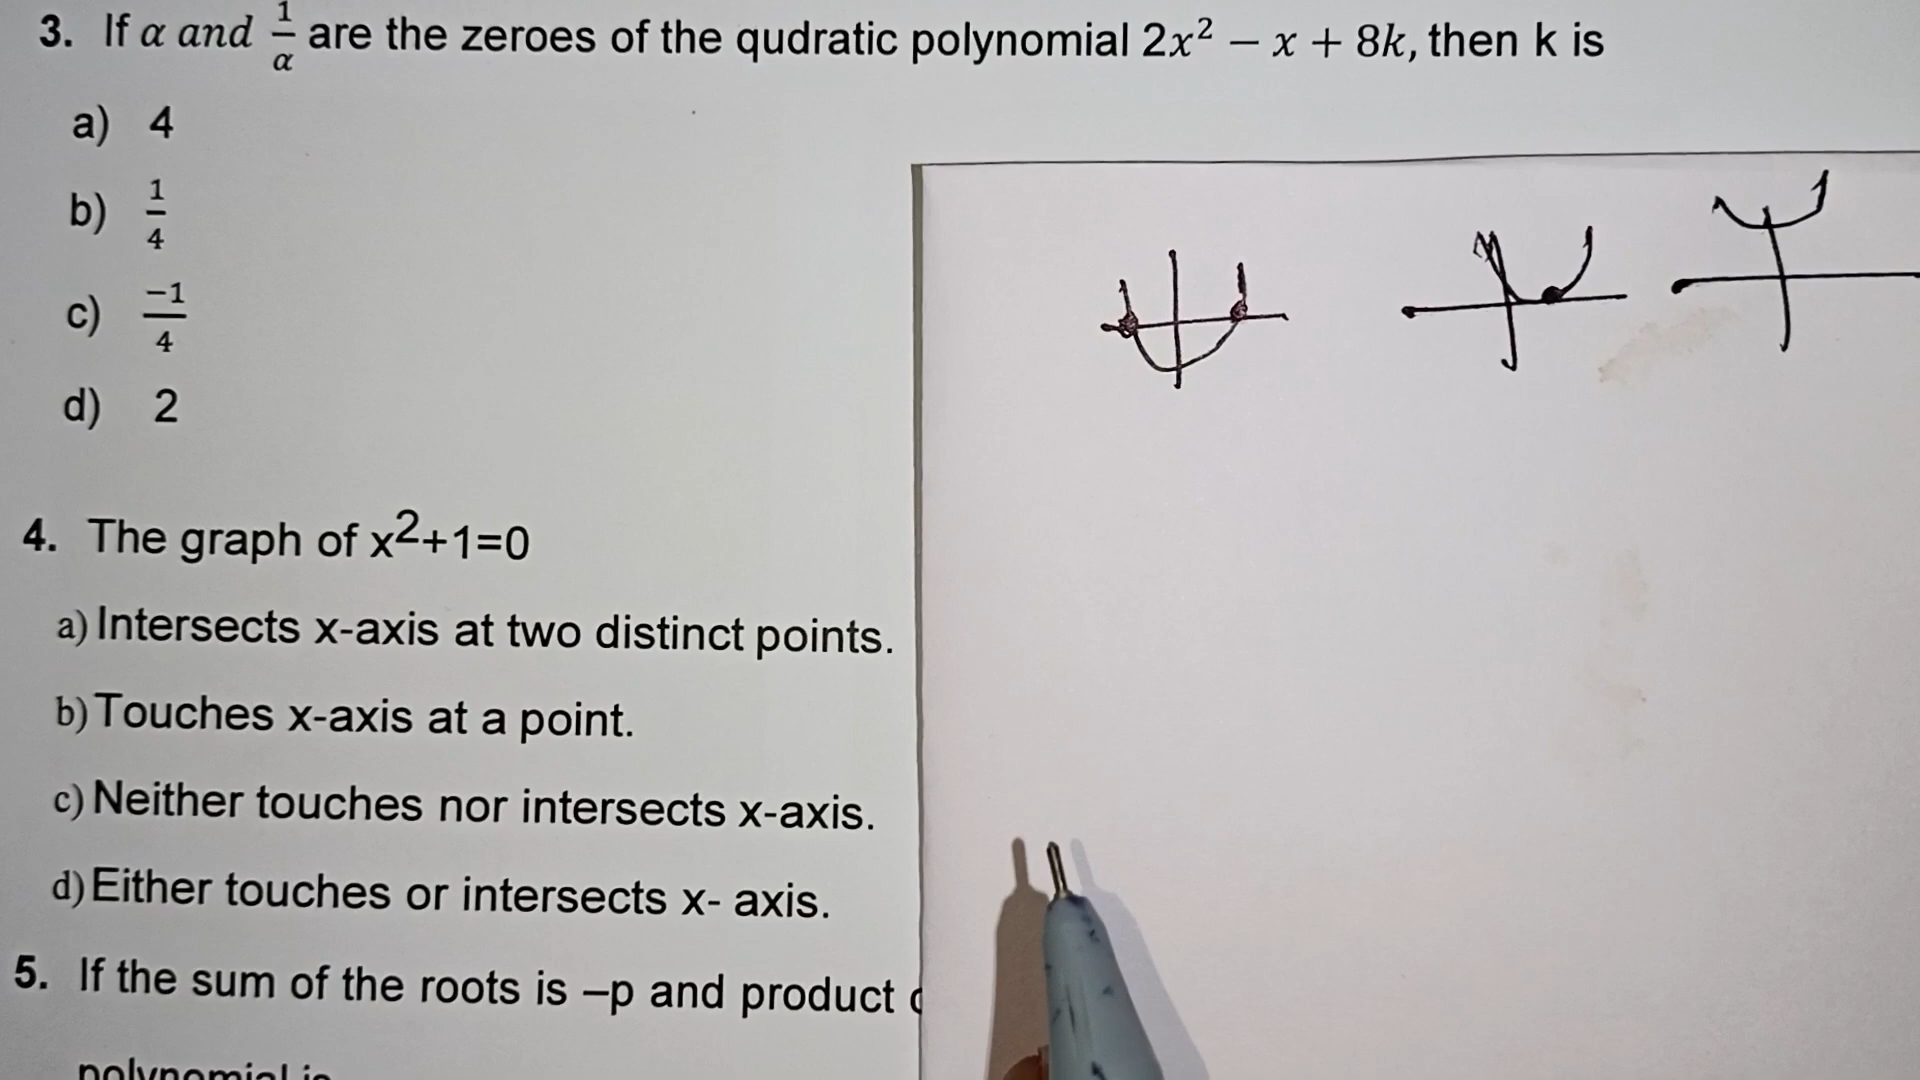 3. If α and 1/α are the zeroes of the qudratic polynomial 2x² − x + 8k, then k is
a) 4
b) 1/4
c) −1/4
d) 2
4. The graph of x2+1=0
a) Intersects x-axis at two distinct points.
b) Touches x-axis at a point.
c) Neither touches nor intersects x-axis.
d) Either touches or intersects x- axis.
5. If the sum of the roots is –p and product
polynomial is